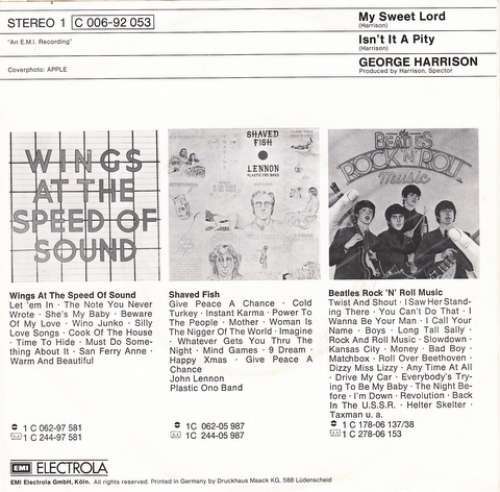 STEREO 1 C 006-92 053
"An E.M.I. Recording"
Coverphoto: APPLE
My Sweet Lord
(Harrison)
Isn't It A Pity
(Harrison)
GEORGE HARRISON
Produced by Harrison, Spector
WINGS
AT THE
SPEED OF
SOUND
Wings At The Speed Of Sound
Let 'em In · The Note You Never
Wrote · She's My Baby · Beware
Of My Love · Wino Junko · Silly
Love Songs · Cook Of The House
· Time To Hide · Must Do Some-
thing About It · San Ferry Anne ·
Warm And Beautiful
1 C 062-97 581
1 C 244-97 581
SHAVED
FISH
LENNON
PLASTIC ONO BAND
Shaved Fish
Give Peace A Chance · Cold
Turkey · Instant Karma · Power To
The People · Mother · Woman Is
The Nigger Of The World · Imagine
· Whatever Gets You Thru The
Night · Mind Games · 9 Dream ·
Happy Xmas · Give Peace A
Chance
John Lennon
Plastic Ono Band
1 C 062-05 987
1 C 244-05 987
the
BEATLES
ROCK 'N' ROLL
Music
Beatles Rock 'N' Roll Music
Twist And Shout · I Saw Her Stand-
ing There · You Can't Do That · I
Wanna Be Your Man · I Call Your
Name · Boys · Long Tall Sally ·
Rock And Roll Music · Slowdown ·
Kansas City · Money · Bad Boy ·
Matchbox · Roll Over Beethoven ·
Dizzy Miss Lizzy · Any Time At All
· Drive My Car · Everybody's Try-
ing To Be My Baby · The Night Be-
fore · I'm Down · Revolution · Back
In The U.S.S.R. · Helter Skelter ·
Taxman u. a.
1 C 178-06 137/38
1 C 278-06 153
EMI ELECTROLA
EMI Electrola GmbH, Köln. All rights reserved. Printed in Germany by Druckhaus Maack KG, 588 Lüdenscheid